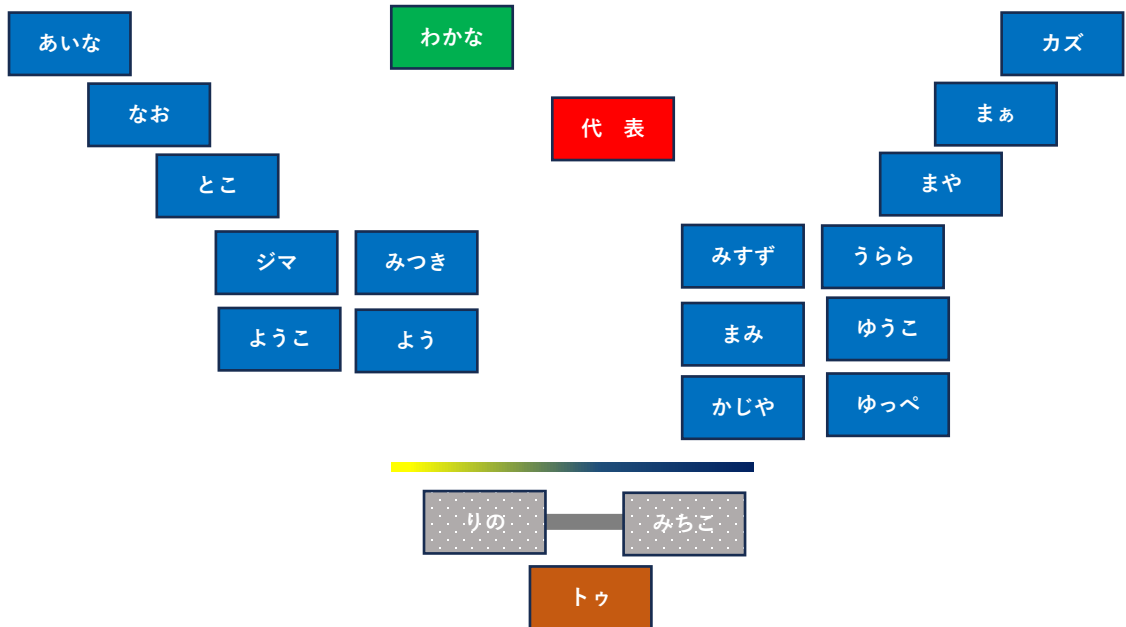 あいな
わかな
カズ
なお
代　表
まぁ
とこ
まや
ジマ
みつき
みすず
うらら
ようこ
よう
まみ
ゆうこ
かじや
ゆっぺ
りの
みちこ
トゥ